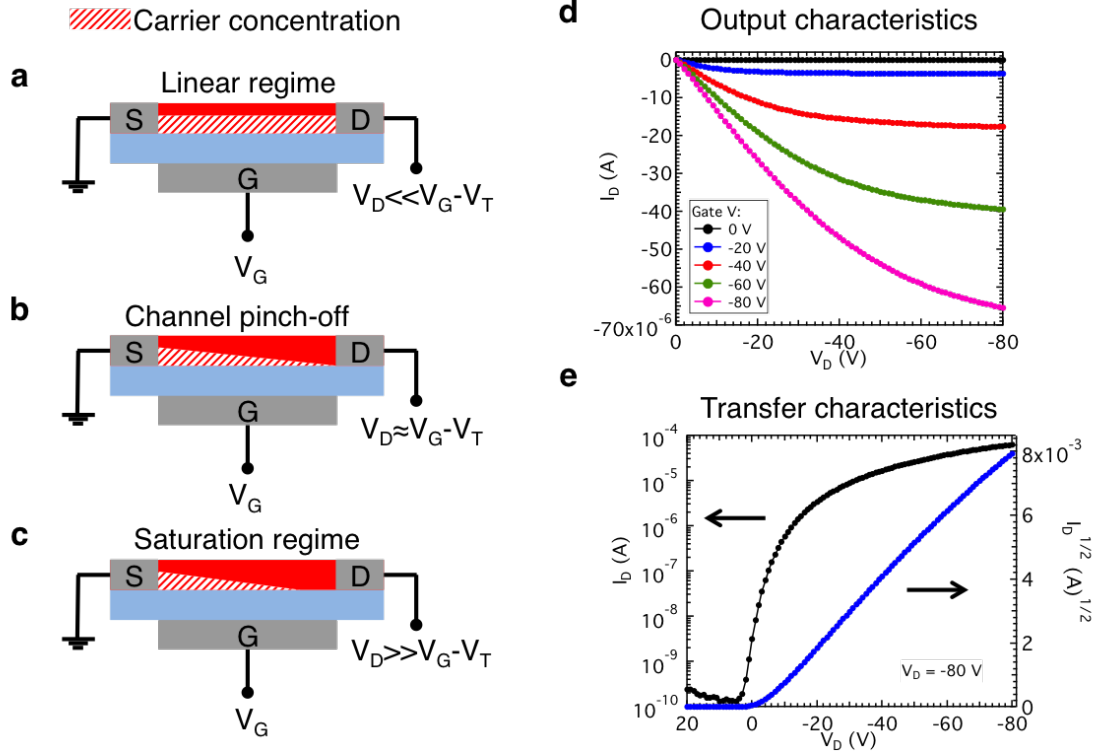 Carrier concentration
a
Linear regime
S
D
G
V_D<<V_G-V_T
V_G
b
Channel pinch-off
S
D
G
V_D≈V_G-V_T
V_G
c
Saturation regime
S
D
G
V_D>>V_G-V_T
V_G
d
Output characteristics
0
-10
-20
-30
-40
-50
-60
-70x10^-6
I_D (A)
Gate V:
0 V
-20 V
-40 V
-60 V
-80 V
0 -20 -40 -60 -80
V_D (V)
e
Transfer characteristics
10^-4
10^-5
10^-6
10^-7
10^-8
10^-9
10^-10
I_D (A)
8x10^-3
6
4
2
0
I_D^1/2 (A)^1/2
V_D = -80 V
20 0 -20 -40 -60 -80
V_D (V)